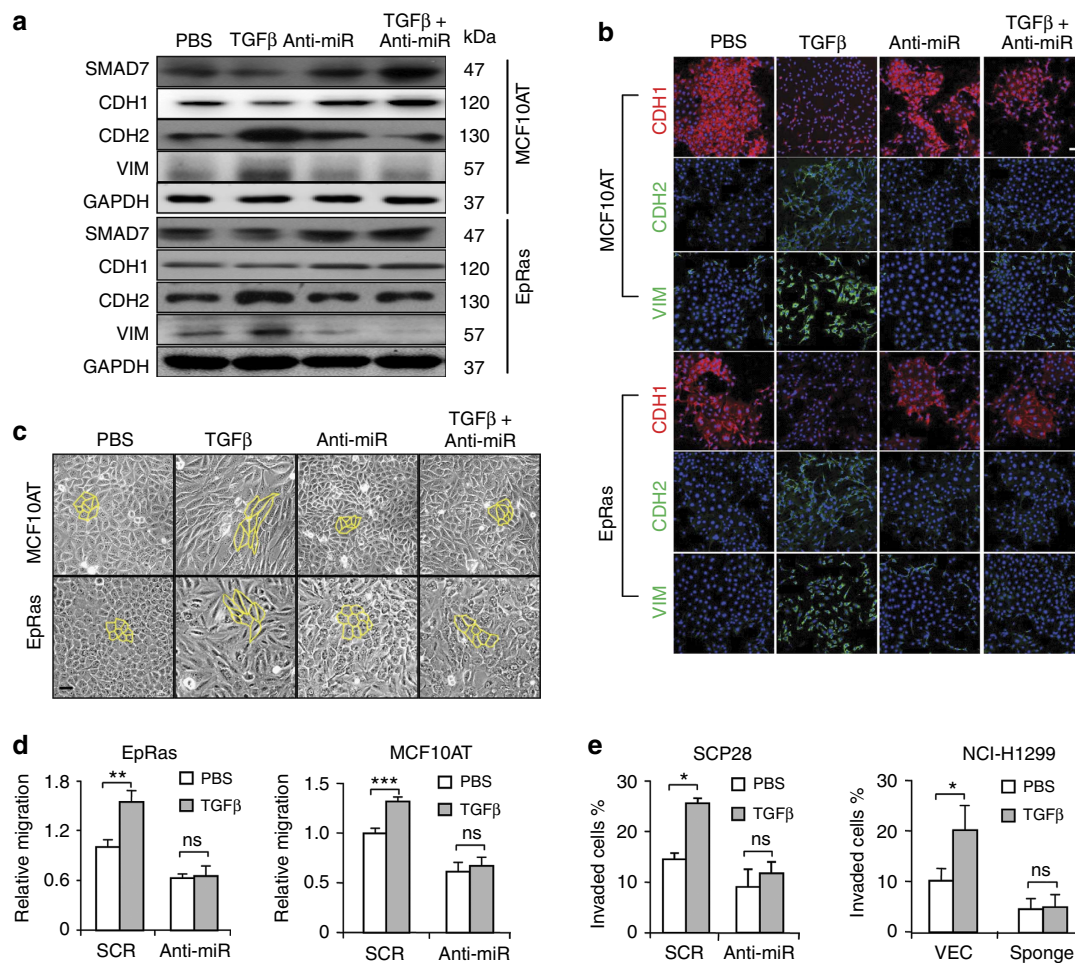 a
PBS TGFβ Anti-miR TGFβ + Anti-miR kDa
SMAD7 47
CDH1 120
CDH2 130
VIM 57
GAPDH 37
MCF10AT
SMAD7 47
CDH1 120
CDH2 130
VIM 57
GAPDH 37
EpRas
b
PBS TGFβ Anti-miR TGFβ + Anti-miR
MCF10AT
CDH1
CDH2
VIM
EpRas
CDH1
CDH2
VIM
c
PBS TGFβ Anti-miR TGFβ + Anti-miR
MCF10AT
EpRas
d
EpRas
Relative migration
1.8
1.2
0.6
0
**
ns
PBS
TGFβ
SCR Anti-miR
MCF10AT
Relative migration
1.5
1.0
0.5
0
***
ns
PBS
TGFβ
SCR Anti-miR
e
SCP28
Invaded cells %
30
20
10
0
*
ns
PBS
TGFβ
SCR Anti-miR
NCI-H1299
Invaded cells %
30
20
10
0
*
ns
PBS
TGFβ
VEC Sponge